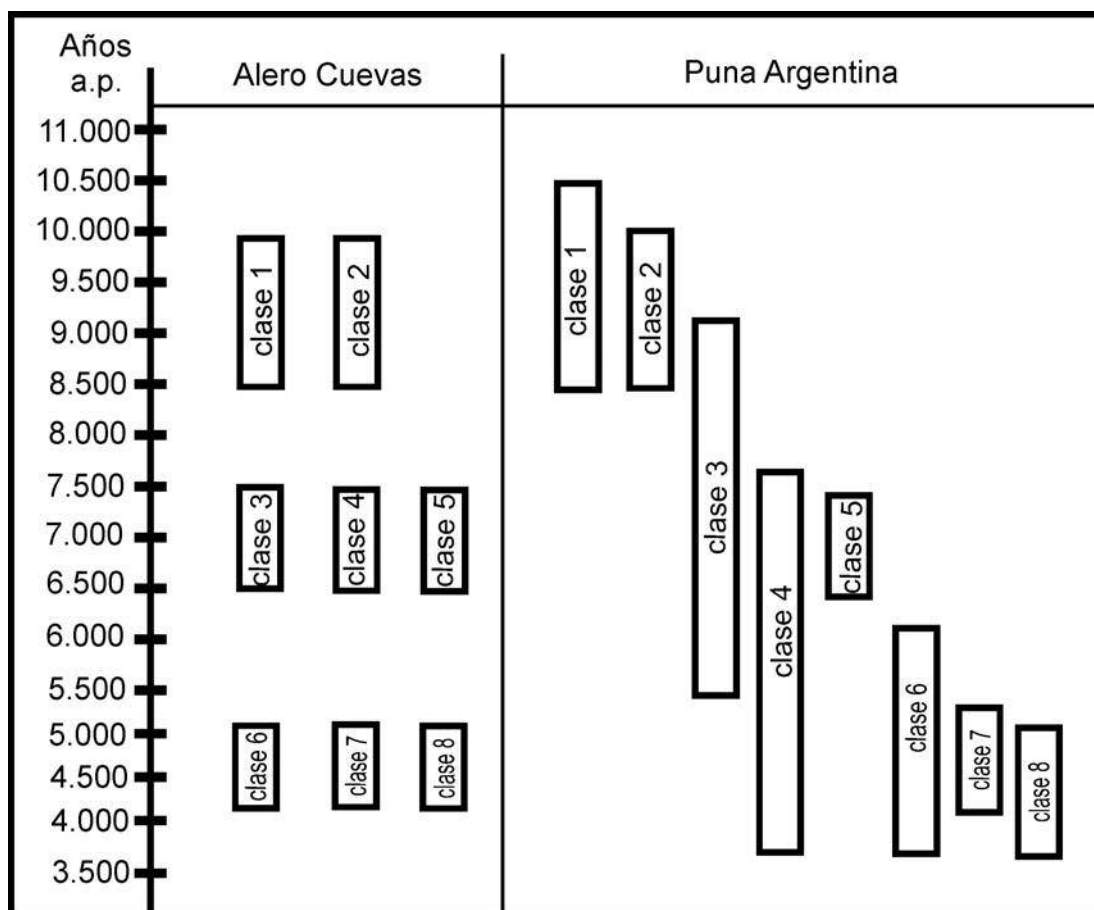 Años
a.p.
Alero Cuevas
Puna Argentina
11.000
10.500
10.000
9.500
9.000
8.500
8.000
7.500
7.000
6.500
6.000
5.500
5.000
4.500
4.000
3.500
clase 1
clase 2
clase 3
clase 4
clase 5
clase 6
clase 7
clase 8
clase 1
clase 2
clase 3
clase 4
clase 5
clase 6
clase 7
clase 8